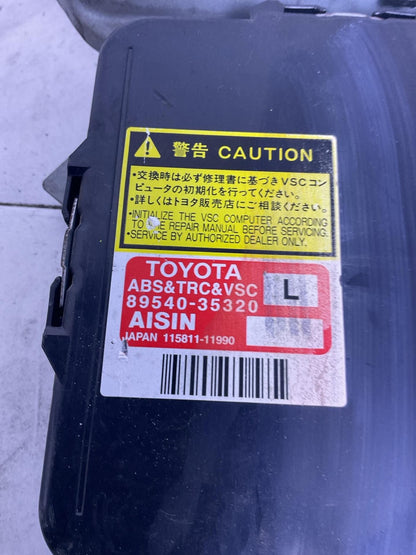 警告 CAUTION
・交換時は必ず修理書に基づきVSCコン
ピュータの初期化を行ってください。
・詳しくはトヨタ販売店にご相談ください。
・INITIALIZE THE VSC COMPUTER ACCORDING
TO THE REPAIR MANUAL BEFORE SERVICING.
・SERVICE BY AUTHORIZED DEALER ONLY.
TOYOTA
ABS&TRC&VSC L
89540-35320
AISIN
JAPAN 115811-11990